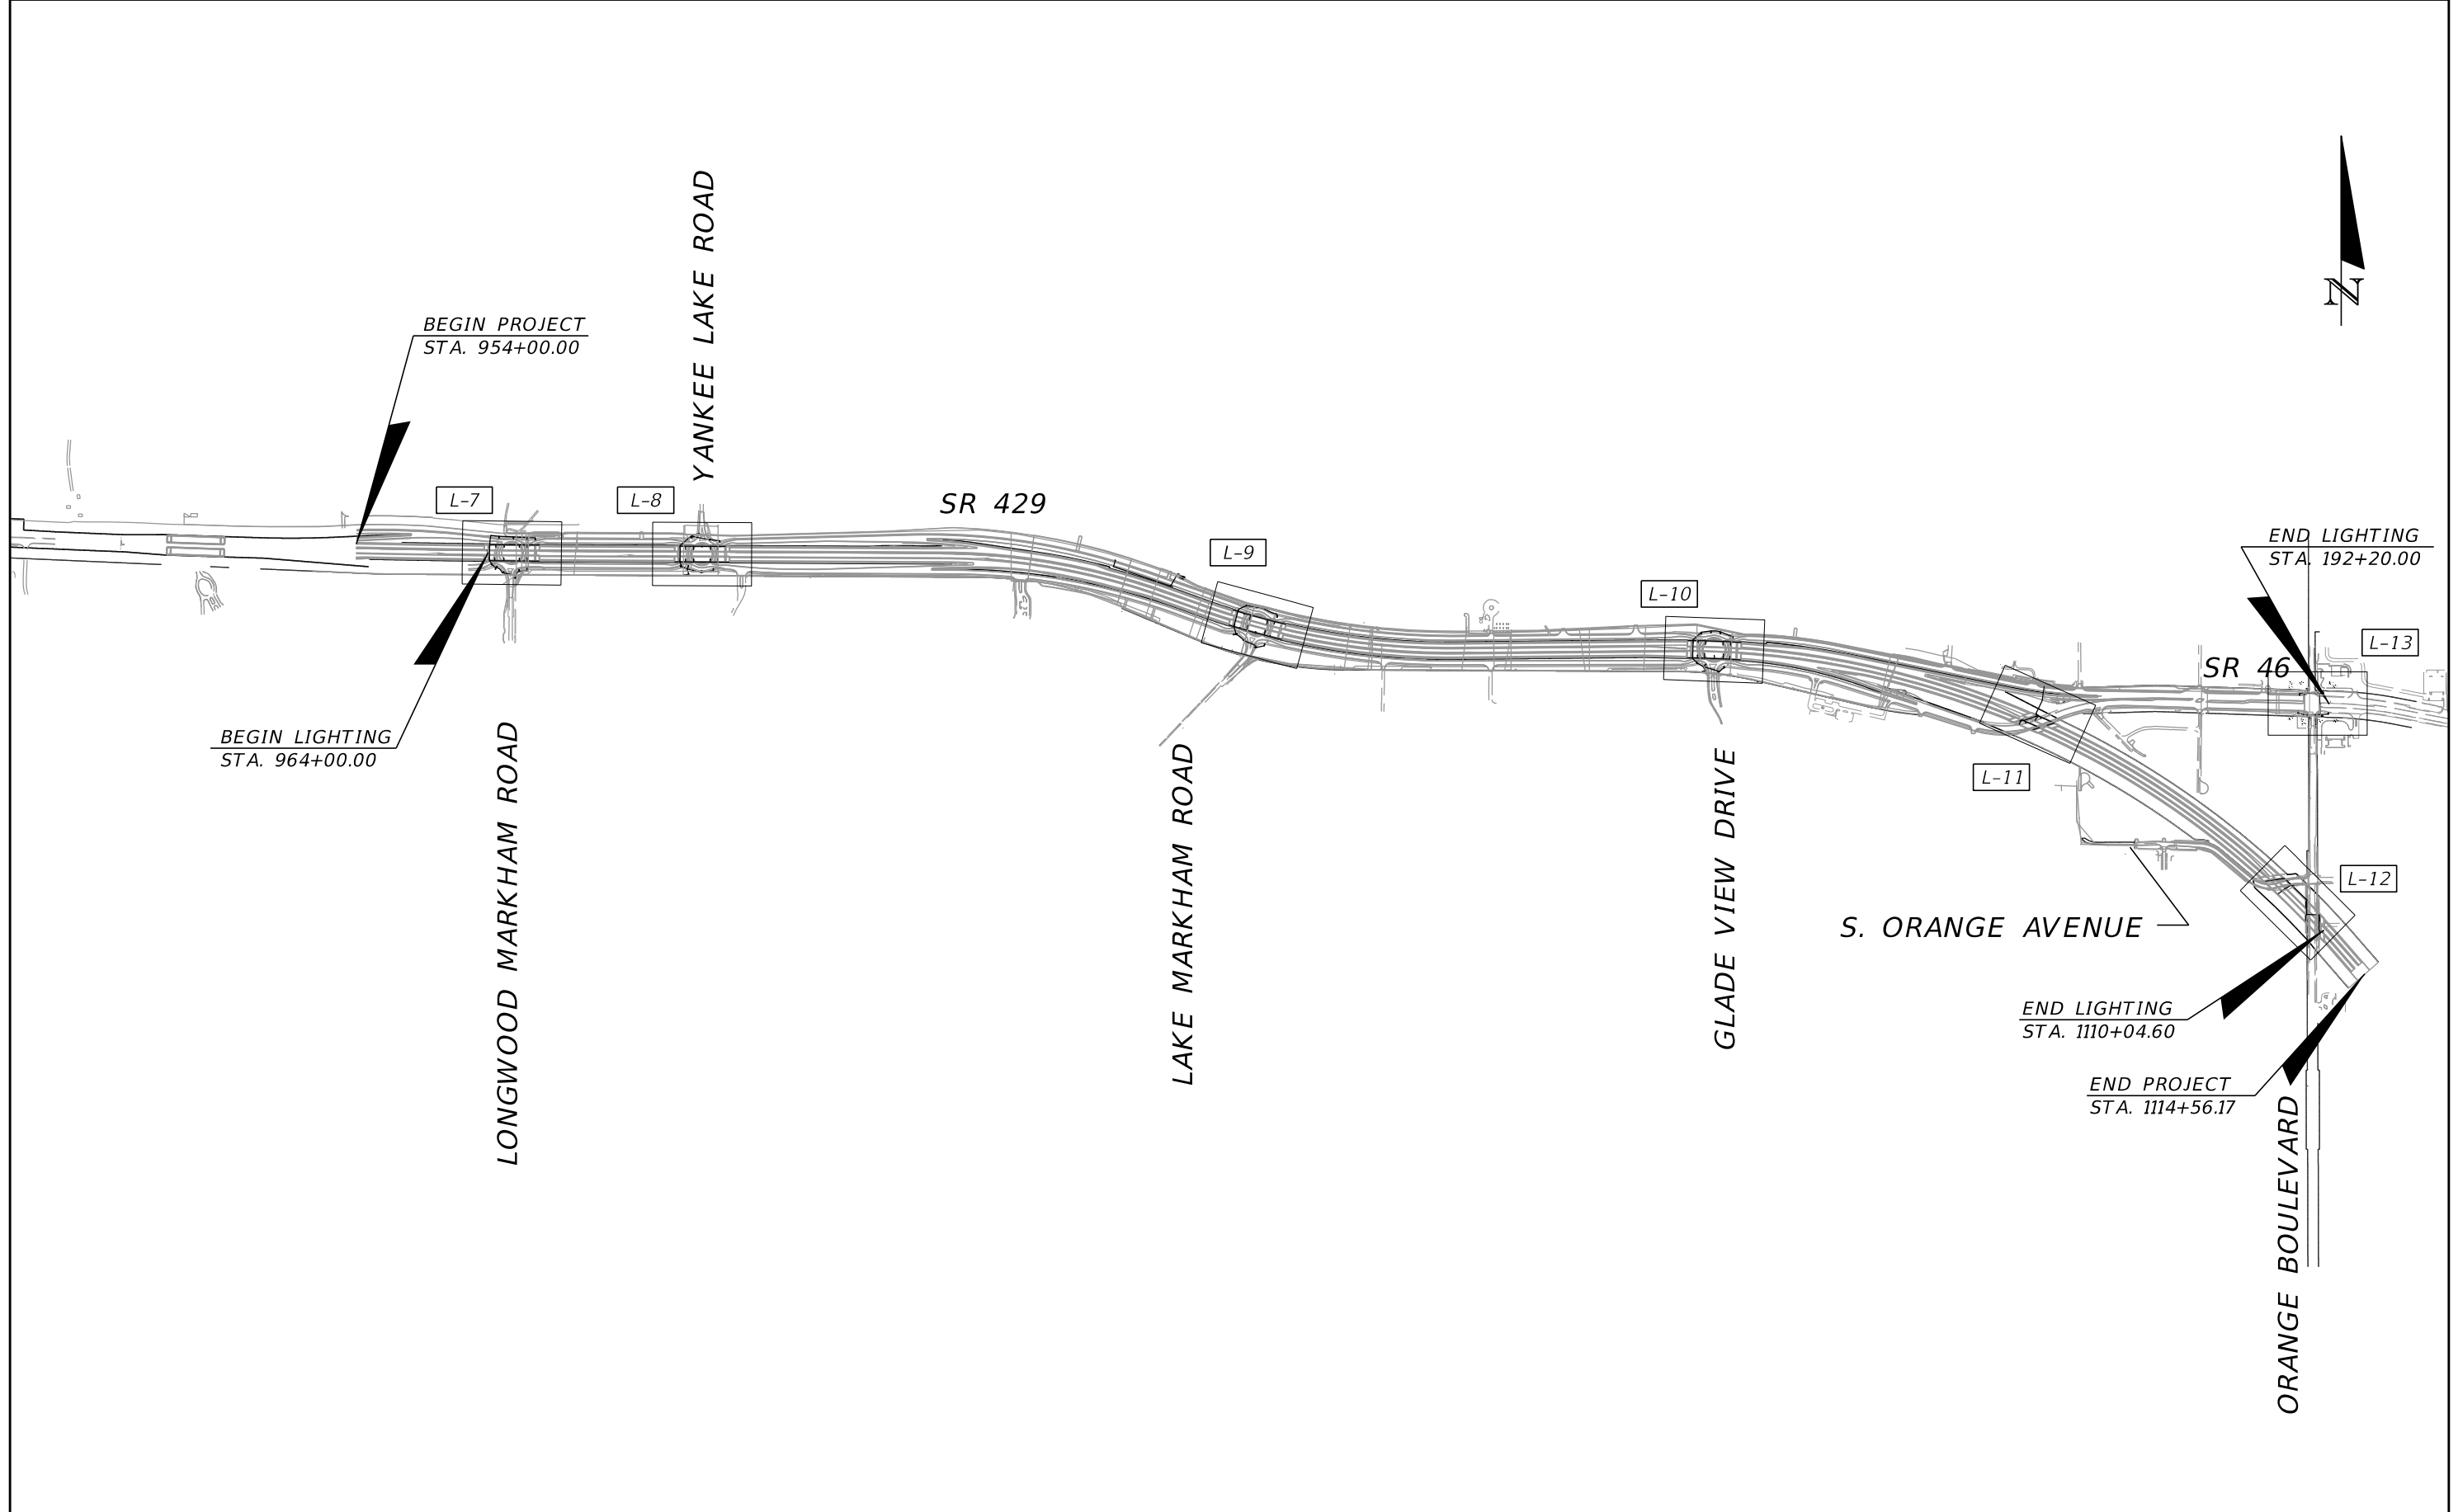 YANKEE LAKE ROAD
N
BEGIN PROJECT
STA. 954+00.00
L-7
L-8
SR 429
L-9
END LIGHTING
STA. 192+20.00
L-10
L-13
SR 46
BEGIN LIGHTING
STA. 964+00.00
LONGWOOD MARKHAM ROAD
LAKE MARKHAM ROAD
GLADE VIEW DRIVE
L-11
L-12
S. ORANGE AVENUE
END LIGHTING
STA. 1110+04.60
END PROJECT
STA. 1114+56.17
ORANGE BOULEVARD